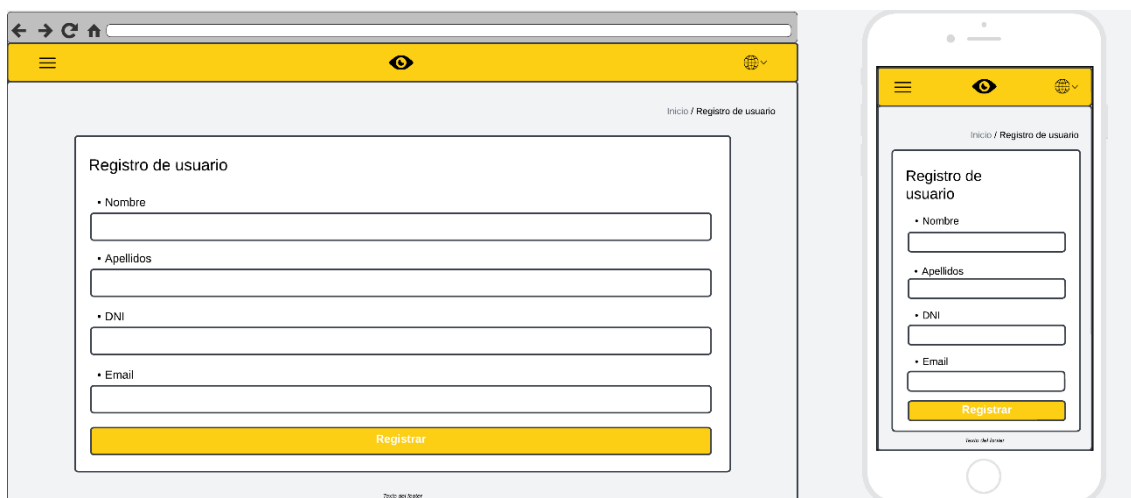 Inicio / Registro de usuario
Registro de usuario
• Nombre
• Apellidos
• DNI
• Email
Registrar
Texto del footer
Inicio / Registro de usuario
Registro de
usuario
• Nombre
• Apellidos
• DNI
• Email
Registrar
Texto del footer